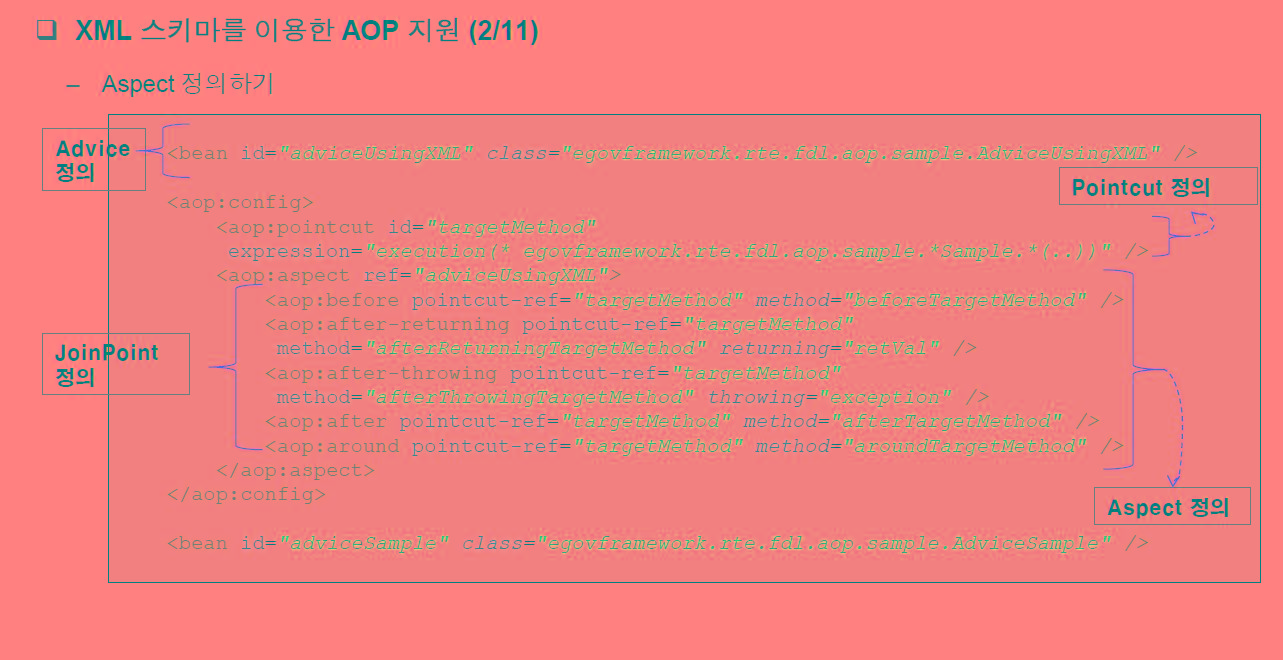 ❑ XML 스키마를 이용한 AOP 지원 (2/11)
– Aspect 정의하기
Advice
정의
<bean id="adviceUsingXML" class="egovframework.rte.fdl.aop.sample.AdviceUsingXML" />
Pointcut 정의
<aop:config>
<aop:pointcut id="targetMethod"
expression="execution(* egovframework.rte.fdl.aop.sample.*Sample.*(..))" />
<aop:aspect ref="adviceUsingXML">
<aop:before pointcut-ref="targetMethod" method="beforeTargetMethod" />
<aop:after-returning pointcut-ref="targetMethod"
method="afterReturningTargetMethod" returning="retVal" />
JoinPoint
정의
<aop:after-throwing pointcut-ref="targetMethod"
method="afterThrowingTargetMethod" throwing="exception" />
<aop:after pointcut-ref="targetMethod" method="afterTargetMethod" />
<aop:around pointcut-ref="targetMethod" method="aroundTargetMethod" />
</aop:aspect>
</aop:config>
Aspect 정의
<bean id="adviceSample" class="egovframework.rte.fdl.aop.sample.AdviceSample" />